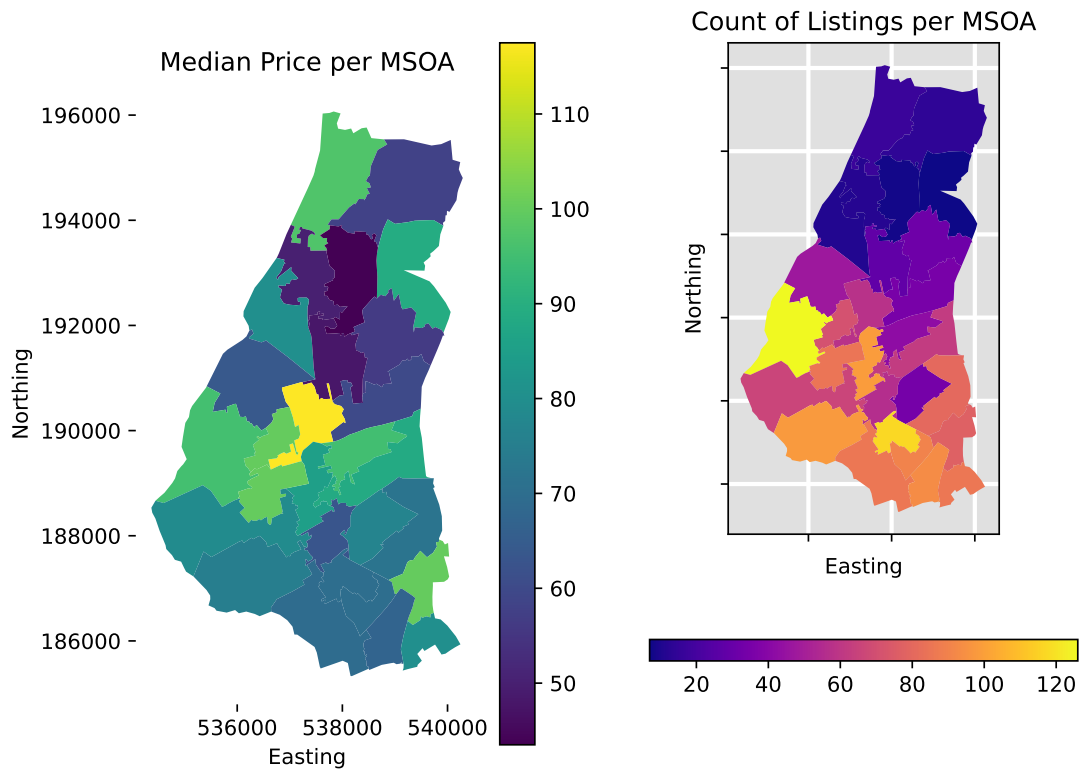 Median Price per MSOA
Northing
196000
194000
192000
190000
188000
186000
536000 538000 540000
Easting
110
100
90
80
70
60
50
Count of Listings per MSOA
Northing
Easting
20 40 60 80 100 120